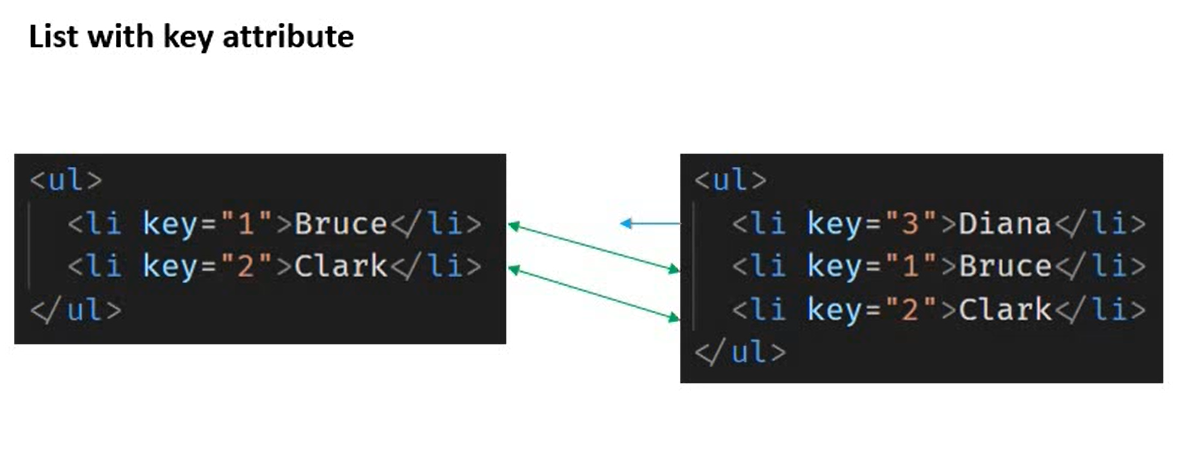 List with key attribute
<ul>
<li key="1">Bruce</li>
<li key="2">Clark</li>
</ul>
<ul>
<li key="3">Diana</li>
<li key="1">Bruce</li>
<li key="2">Clark</li>
</ul>